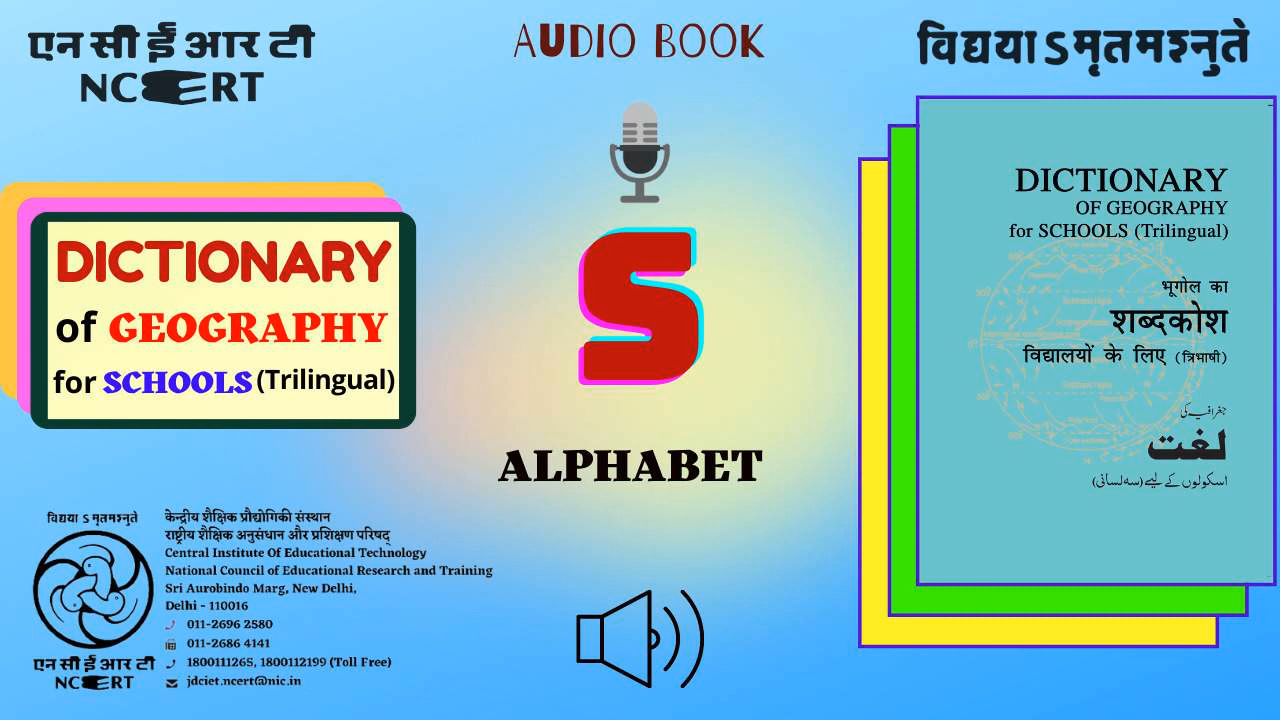 एन सी ई आर टी
NCERT
AUDIO BOOK
विद्यया ऽ मृतमश्नुते
DICTIONARY
of GEOGRAPHY
for SCHOOLS (Trilingual)
S
ALPHABET
DICTIONARY
OF GEOGRAPHY
for SCHOOLS (Trilingual)
भूगोल का
शब्दकोश
विद्यालयों के लिए (त्रिभाषी)
جغرافیہ کی
لغت
اسکولوں کے لیے (سہ لسانی)
विद्यया ऽ मृतमश्नुते
एन सी ई आर टी
NCERT
केन्द्रीय शैक्षिक प्रौद्योगिकी संस्थान
राष्ट्रीय शैक्षिक अनुसंधान और प्रशिक्षण परिषद्
Central Institute Of Educational Technology
National Council of Educational Research and Training
Sri Aurobindo Marg, New Delhi,
Delhi - 110016
011-2696 2580
011-2686 4141
1800111265, 1800112199 (Toll Free)
jdciet.ncert@nic.in